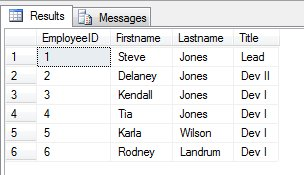 Results Messages
EmployeeID Firstname Lastname Title
1 1 Steve Jones Lead
2 2 Delaney Jones Dev II
3 3 Kendall Jones Dev I
4 4 Tia Jones Dev I
5 5 Karla Wilson Dev I
6 6 Rodney Landrum Dev I